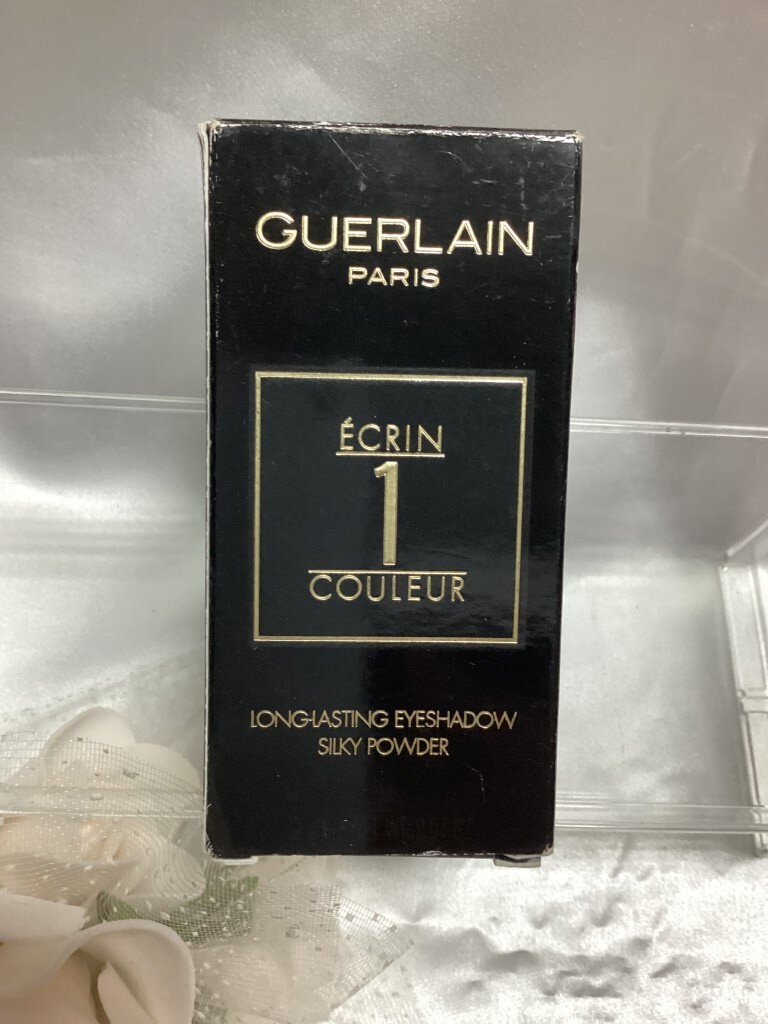 GUERLAIN
PARIS
ÉCRIN
1
COULEUR
LONG-LASTING EYESHADOW
SILKY POWDER